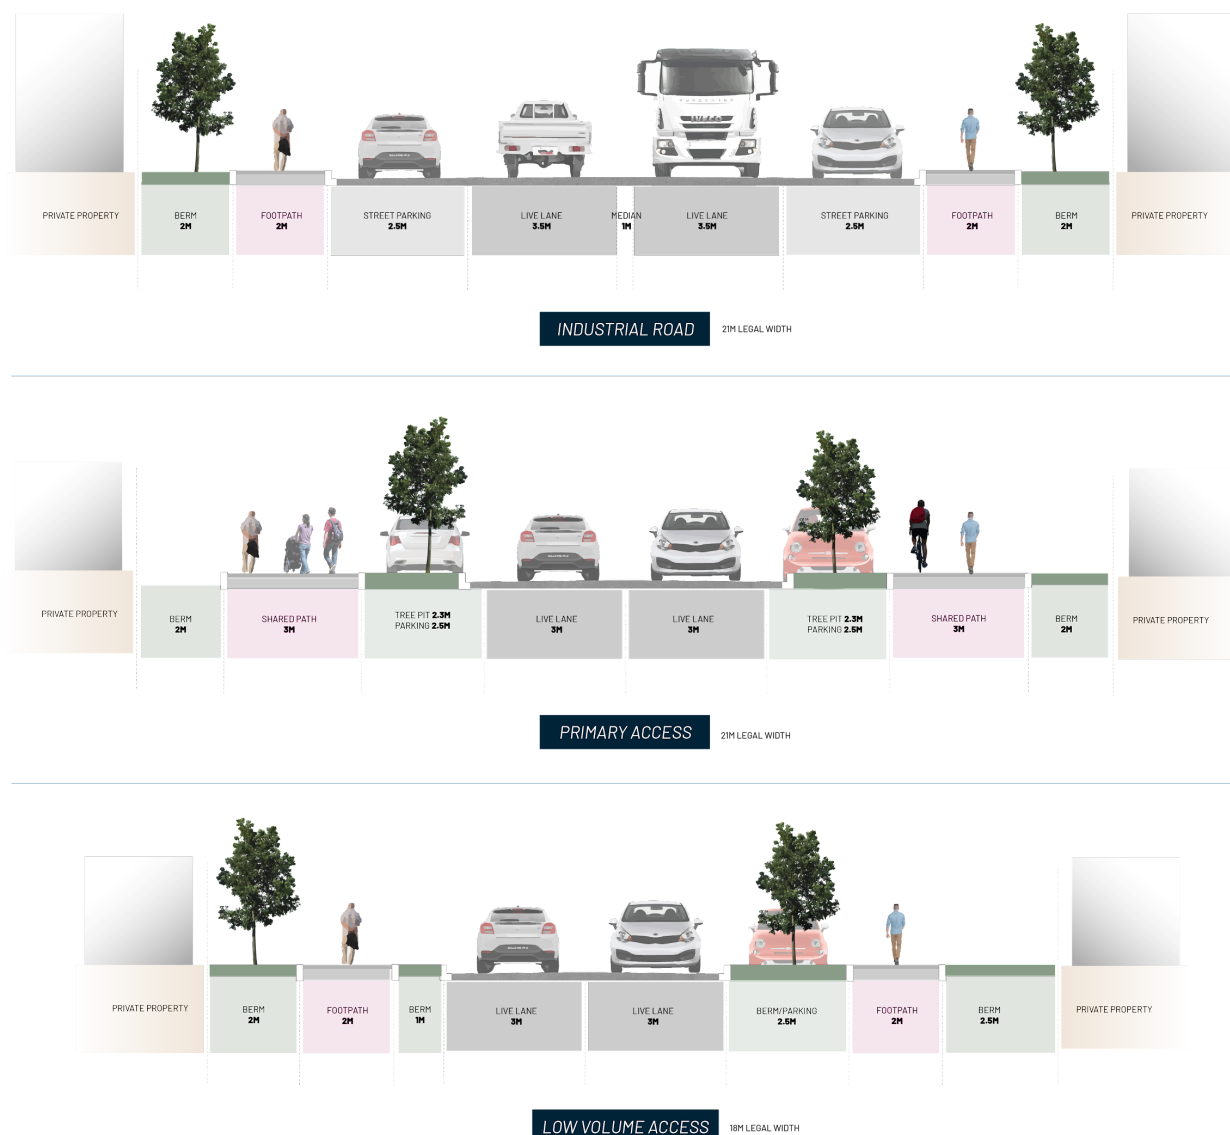 PRIVATE PROPERTY
BERM
2M
FOOTPATH
2M
STREET PARKING
2.5M
LIVE LANE
3.5M
MEDIAN
1M
LIVE LANE
3.5M
STREET PARKING
2.5M
FOOTPATH
2M
BERM
2M
PRIVATE PROPERTY
INDUSTRIAL ROAD
21M LEGAL WIDTH
PRIVATE PROPERTY
BERM
2M
SHARED PATH
3M
TREE PIT 2.3M
PARKING 2.5M
LIVE LANE
3M
LIVE LANE
3M
TREE PIT 2.3M
PARKING 2.5M
SHARED PATH
3M
BERM
2M
PRIVATE PROPERTY
PRIMARY ACCESS
21M LEGAL WIDTH
PRIVATE PROPERTY
BERM
2M
FOOTPATH
2M
BERM
1M
LIVE LANE
3M
LIVE LANE
3M
BERM/PARKING
2.5M
FOOTPATH
2M
BERM
2.5M
PRIVATE PROPERTY
LOW VOLUME ACCESS
18M LEGAL WIDTH